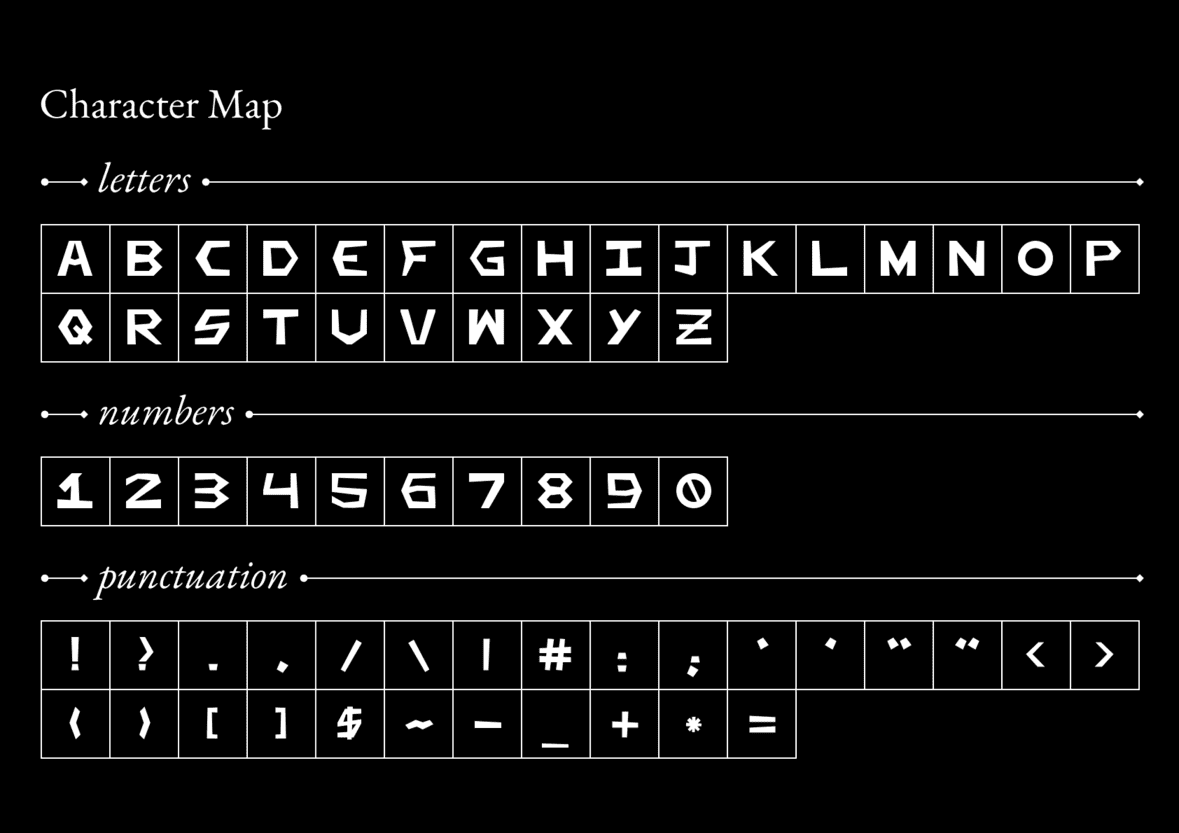 Character Map
letters
A B C D E F G H I J K L M N O P
Q R S T U V W X Y Z
numbers
1 2 3 4 5 6 7 8 9 0
punctuation
! ? . , / \ | # : ; ‘ ’ “ ” < >
( ) [ ] $ ~ - _ + * =